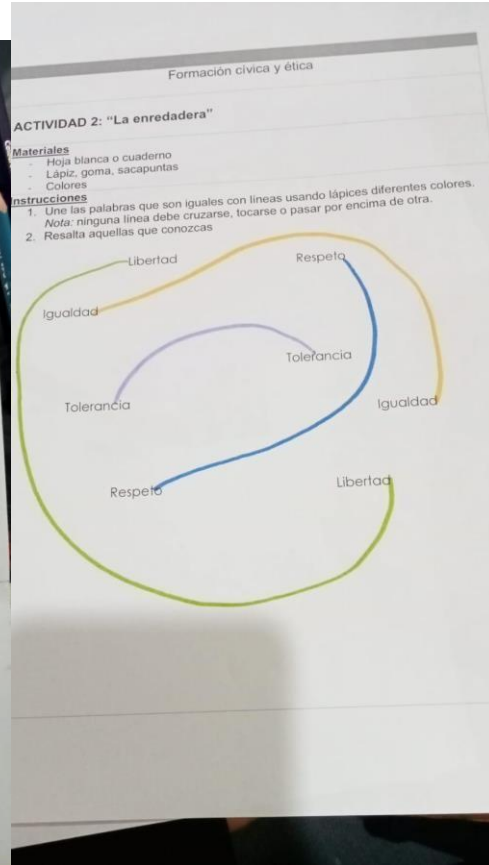 Formación cívica y ética
ACTIVIDAD 2: "La enredadera"
Materiales
- Hoja blanca o cuaderno
- Lápiz, goma, sacapuntas
- Colores
Instrucciones
1. Une las palabras que son iguales con líneas usando lápices diferentes colores.
Nota: ninguna línea debe cruzarse, tocarse o pasar por encima de otra.
2. Resalta aquellas que conozcas
Libertad Respeto
Igualdad
Tolerancia
Tolerancia Igualdad
Respeto Libertad